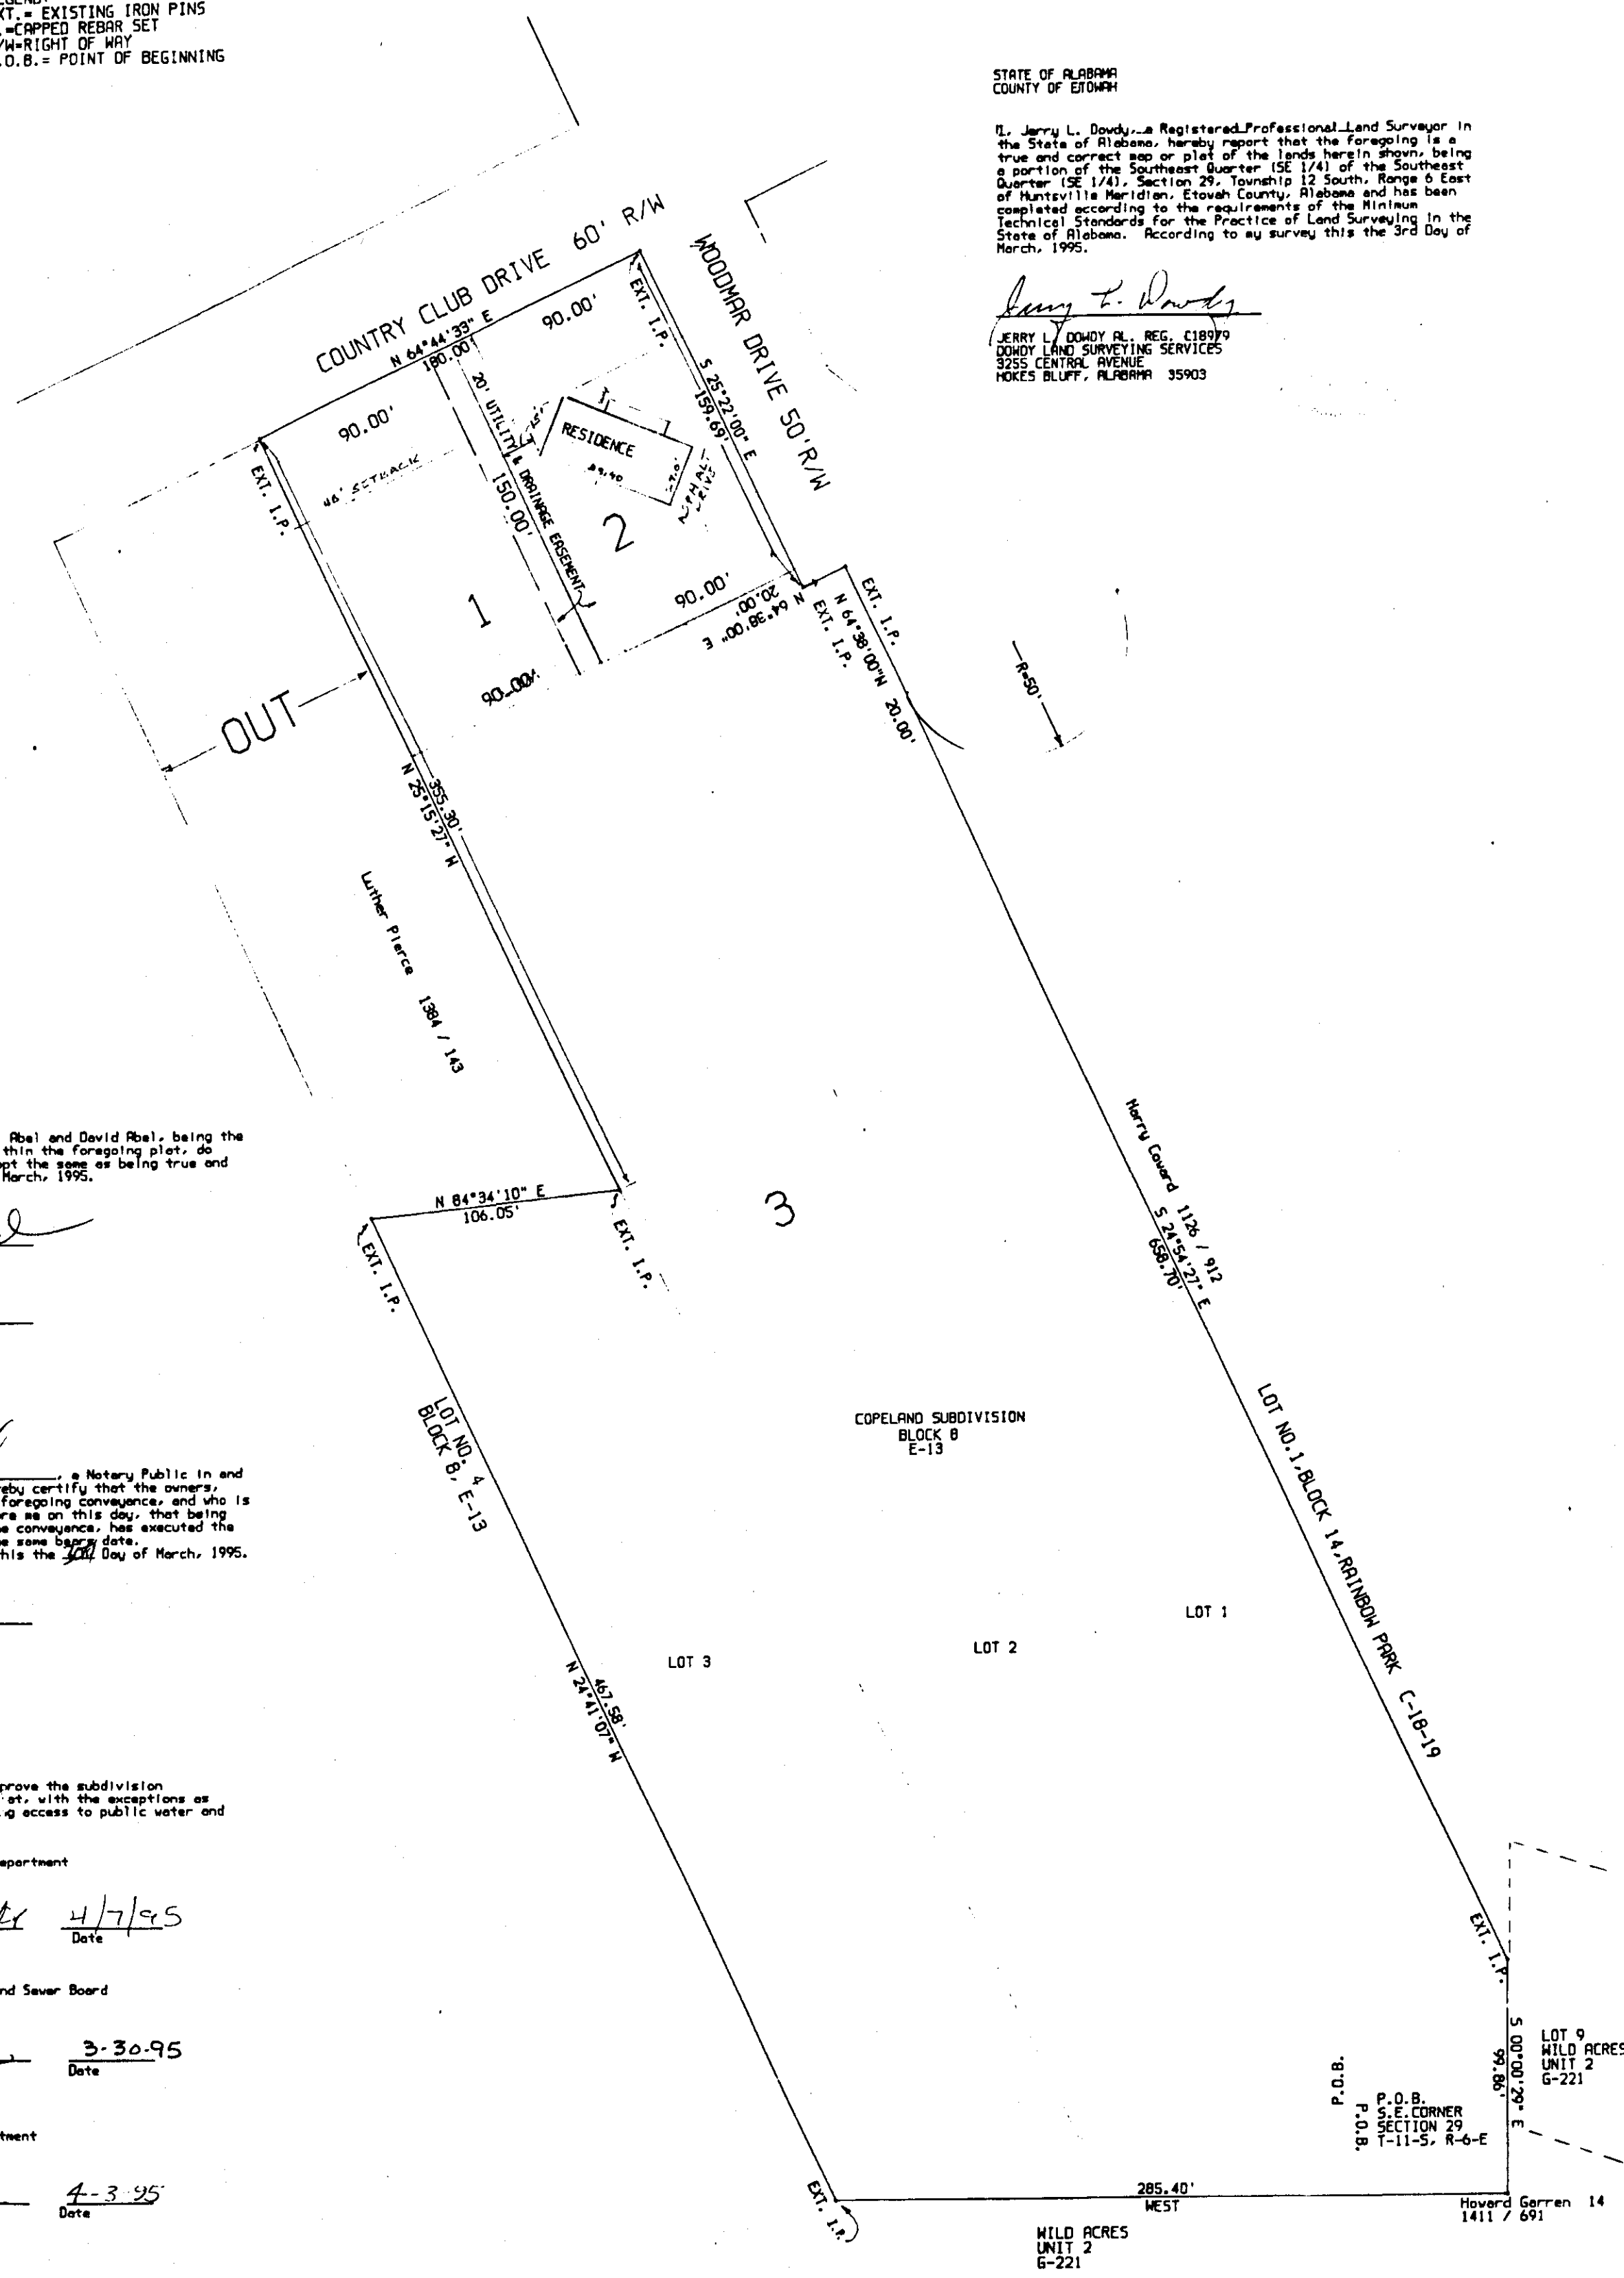 XT.= EXISTING IRON PINS
.=CAPPED REBAR SET
/W=RIGHT OF WAY
.O.B.= POINT OF BEGINNING
STATE OF ALABAMA
COUNTY OF ETOWAH
I, Jerry L. Dowdy, a Registered Professional Land Surveyor in
the State of Alabama, hereby report that the foregoing is a
true and correct map or plat of the lands herein shown, being
a portion of the Southeast Quarter (SE 1/4) of the Southeast
Quarter (SE 1/4), Section 29, Township 12 South, Range 6 East
of Huntsville Meridian, Etowah County, Alabama and has been
completed according to the requirements of the Minimum
Technical Standards for the Practice of Land Surveying in the
State of Alabama. According to my survey this the 3rd Day of
March, 1995.
Jerry L. Dowdy
JERRY L. DOWDY AL. REG. C18979
DOWDY LAND SURVEYING SERVICES
3255 CENTRAL AVENUE
HOKES BLUFF, ALABAMA 35903
COUNTRY CLUB DRIVE 60' R/W
N 64°44'33" E
180.00'
90.00'
90.00'
EXT. I.P.
EXT. I.P.
WOODMAR DRIVE 50'R/W
S 25°22'00" E
159.69'
20' UTILITY & DRAINAGE EASEMENT
150.00'
RESIDENCE
ASPHALT
DRIVE
40' SETBACK
1
2
90.00'
90.00'
N 64°38'00" E
20.00'
EXT. I.P.
N 64°38'00"W 20.00'
EXT. I.P.
R=50'
OUT
355.30'
N 25°15'27" W
Luther Pierce 1384 / 143
N 84°34'10" E
106.05'
EXT. I.P.
EXT. I.P.
3
Harry Coward 1126 / 912
S 24°54'27" E
658.70'
LOT NO.1,BLOCK 14,RAINBOW PARK C-18-19
COPELAND SUBDIVISION
BLOCK 8
E-13
LOT NO. 4
BLOCK 8, E-13
467.58'
N 24°41'07" W
LOT 3
LOT 2
LOT 1
EXT. I.P.
S 00°00'29" E
99.86'
LOT 9
WILD ACRES
UNIT 2
G-221
P.O.B.
P.O.B.
P.O.B.
S.E.CORNER
SECTION 29
T-11-S, R-6-E
285.40'
WEST
EXT. I.P.
Howard Garren 14
1411 / 691
WILD ACRES
UNIT 2
G-221
Abel and David Abel, being the
thin the foregoing plat, do
pt the same as being true and
March, 1995.
, a Notary Public in and
eby certify that the owners,
foregoing conveyance, and who is
re me on this day, that being
e conveyance, has executed the
e same bears date.
his the Day of March, 1995.
prove the subdivision
at, with the exceptions as
g access to public water and
epartment
4/7/95
Date
nd Sewer Board
3-30-95
Date
tment
4-3-95
Date